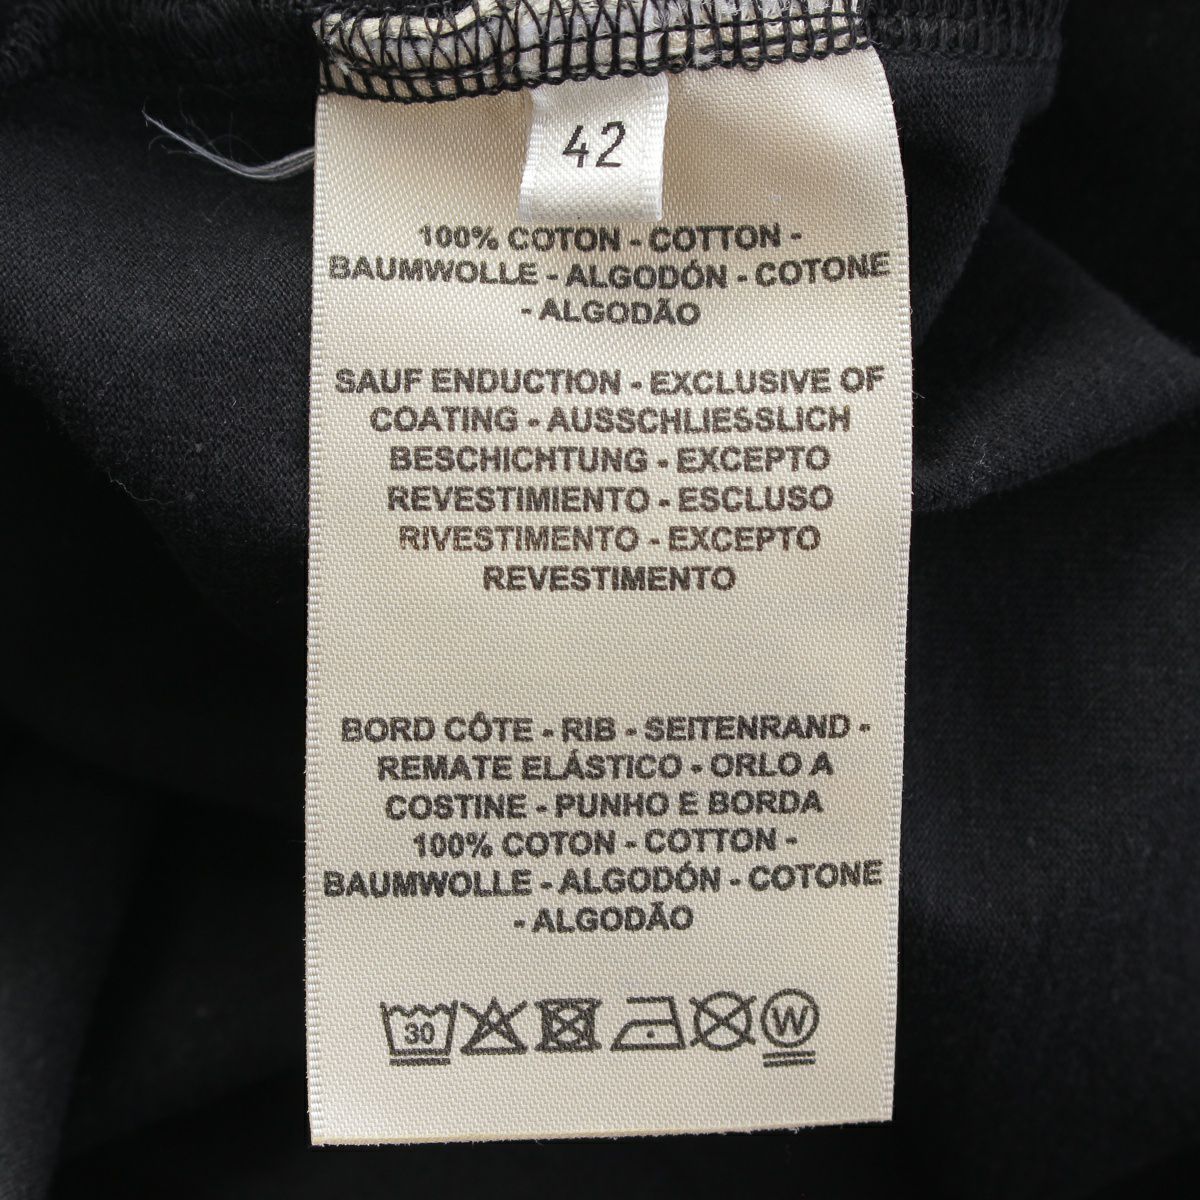 42
100% COTON - COTTON -
BAUMWOLLE - ALGODÓN - COTONE
- ALGODÃO
SAUF ENDUCTION - EXCLUSIVE OF
COATING - AUSSCHLIESSLICH
BESCHICHTUNG - EXCEPTO
REVESTIMIENTO - ESCLUSO
RIVESTIMENTO - EXCEPTO
REVESTIMENTO
BORD CÔTE - RIB - SEITENRAND -
REMATE ELÁSTICO - ORLO A
COSTINE - PUNHO E BORDA
100% COTON - COTTON -
BAUMWOLLE - ALGODÓN - COTONE
- ALGODÃO
30 W